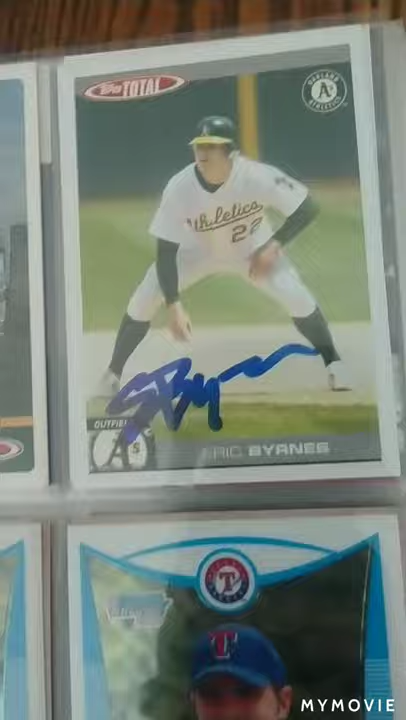 Topps TOTAL
OAKLAND
A's
ATHLETICS
Athletics
22
OUTFIELD
A's
ERIC BYRNES
T
T
MYMOVIE